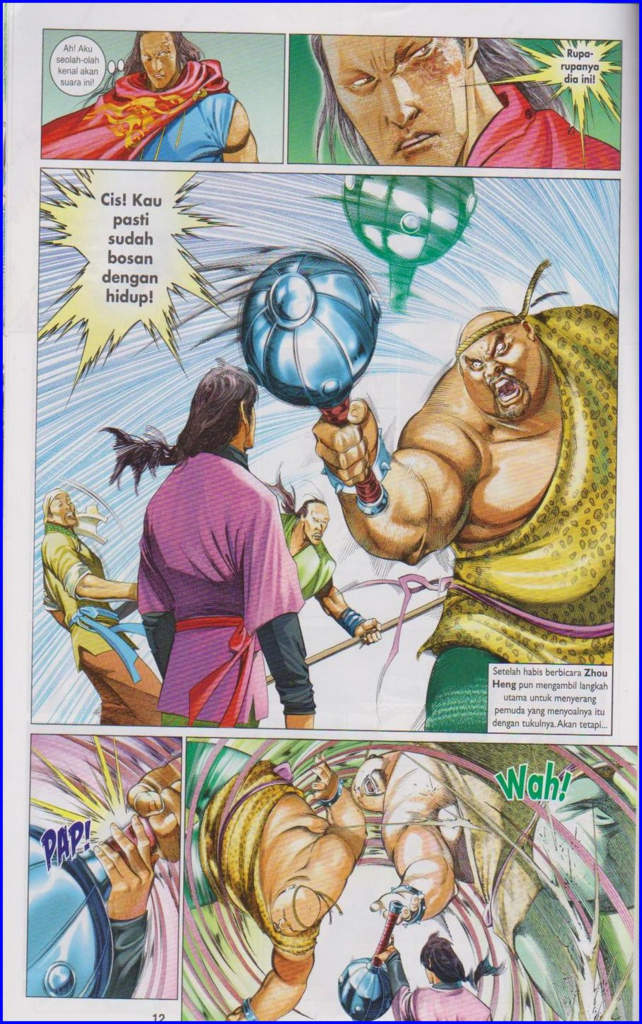 Ah! Aku
seolah-olah
kenal akan
suara ini!
Rupa-
rupanya
dia ini!
Cis! Kau
pasti
sudah
bosan
dengan
hidup!
Setelah habis berbicara Zhou
Heng pun mengambil langkah
utama untuk menyerang
pemuda yang menyoalnya itu
dengan tukulnya. Akan tetapi...
PAP!
Wah!
12